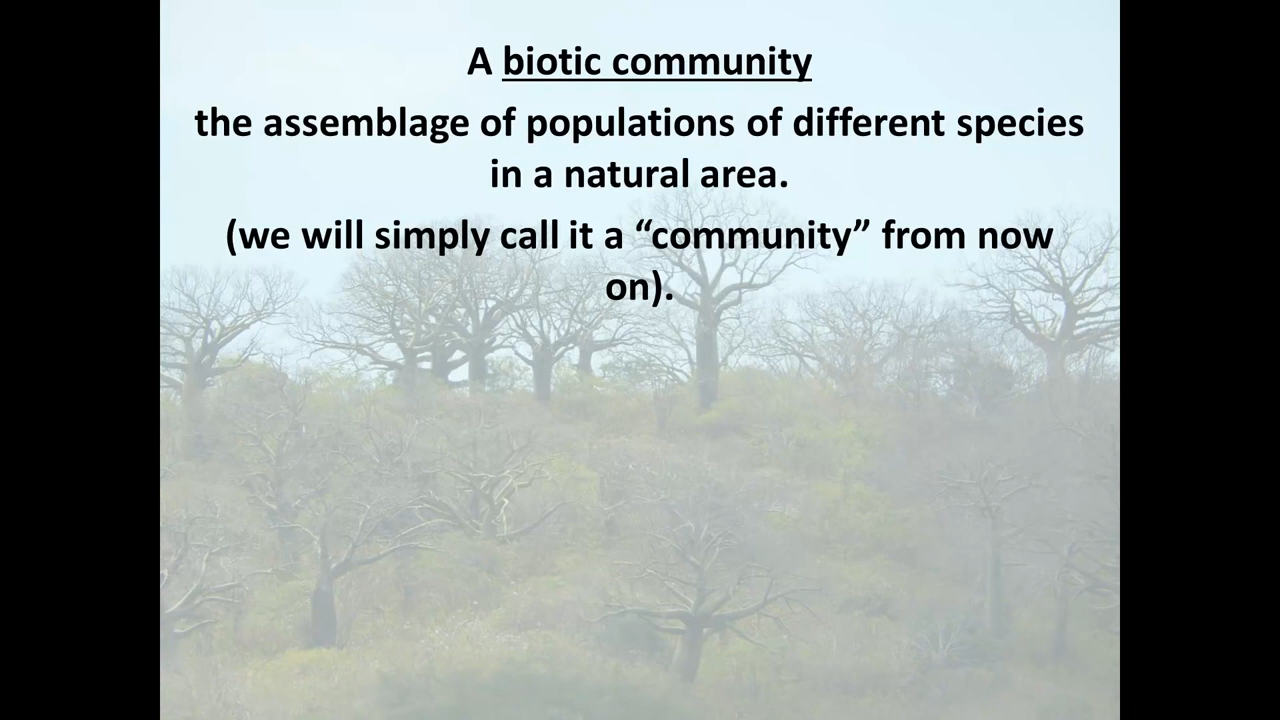 A biotic community
the assemblage of populations of different species
in a natural area.
(we will simply call it a “community” from now
on).